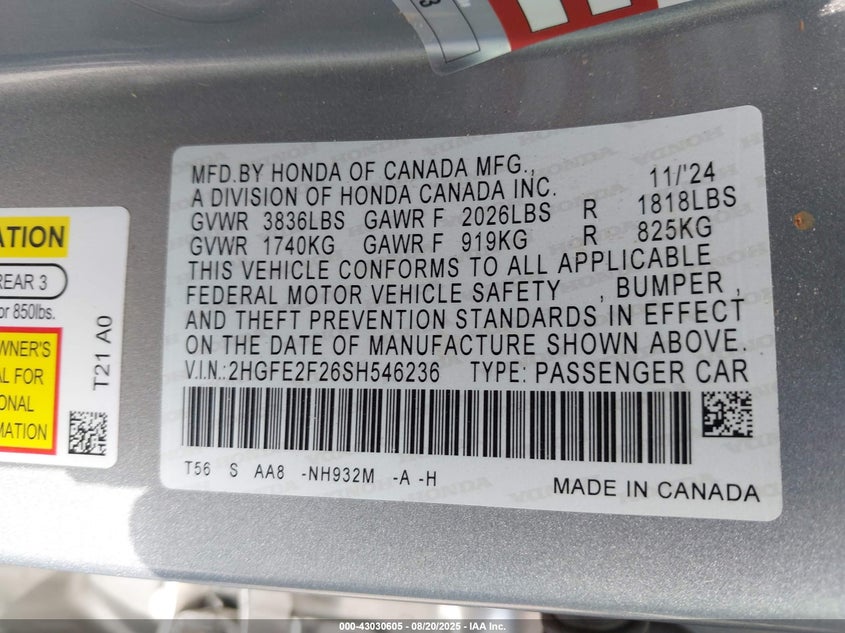 MFD.BY HONDA OF CANADA MFG., 11/'24
A DIVISION OF HONDA CANADA INC.
GVWR 3836LBS GAWR F 2026LBS R 1818LBS
GVWR 1740KG GAWR F 919KG R 825KG
THIS VEHICLE CONFORMS TO ALL APPLICABLE
FEDERAL MOTOR VEHICLE SAFETY , BUMPER ,
AND THEFT PREVENTION STANDARDS IN EFFECT
ON THE DATE OF MANUFACTURE SHOWN ABOVE.
V.I.N.:2HGFE2F26SH546236 TYPE: PASSENGER CAR
T56 S AA8 -NH932M -A -H
MADE IN CANADA
ATION
REAR 3
or 850lbs.
WNER'S
AL FOR
ONAL
MATION
T21 A0
000-43030605 - 08/20/2025 - IAA Inc.